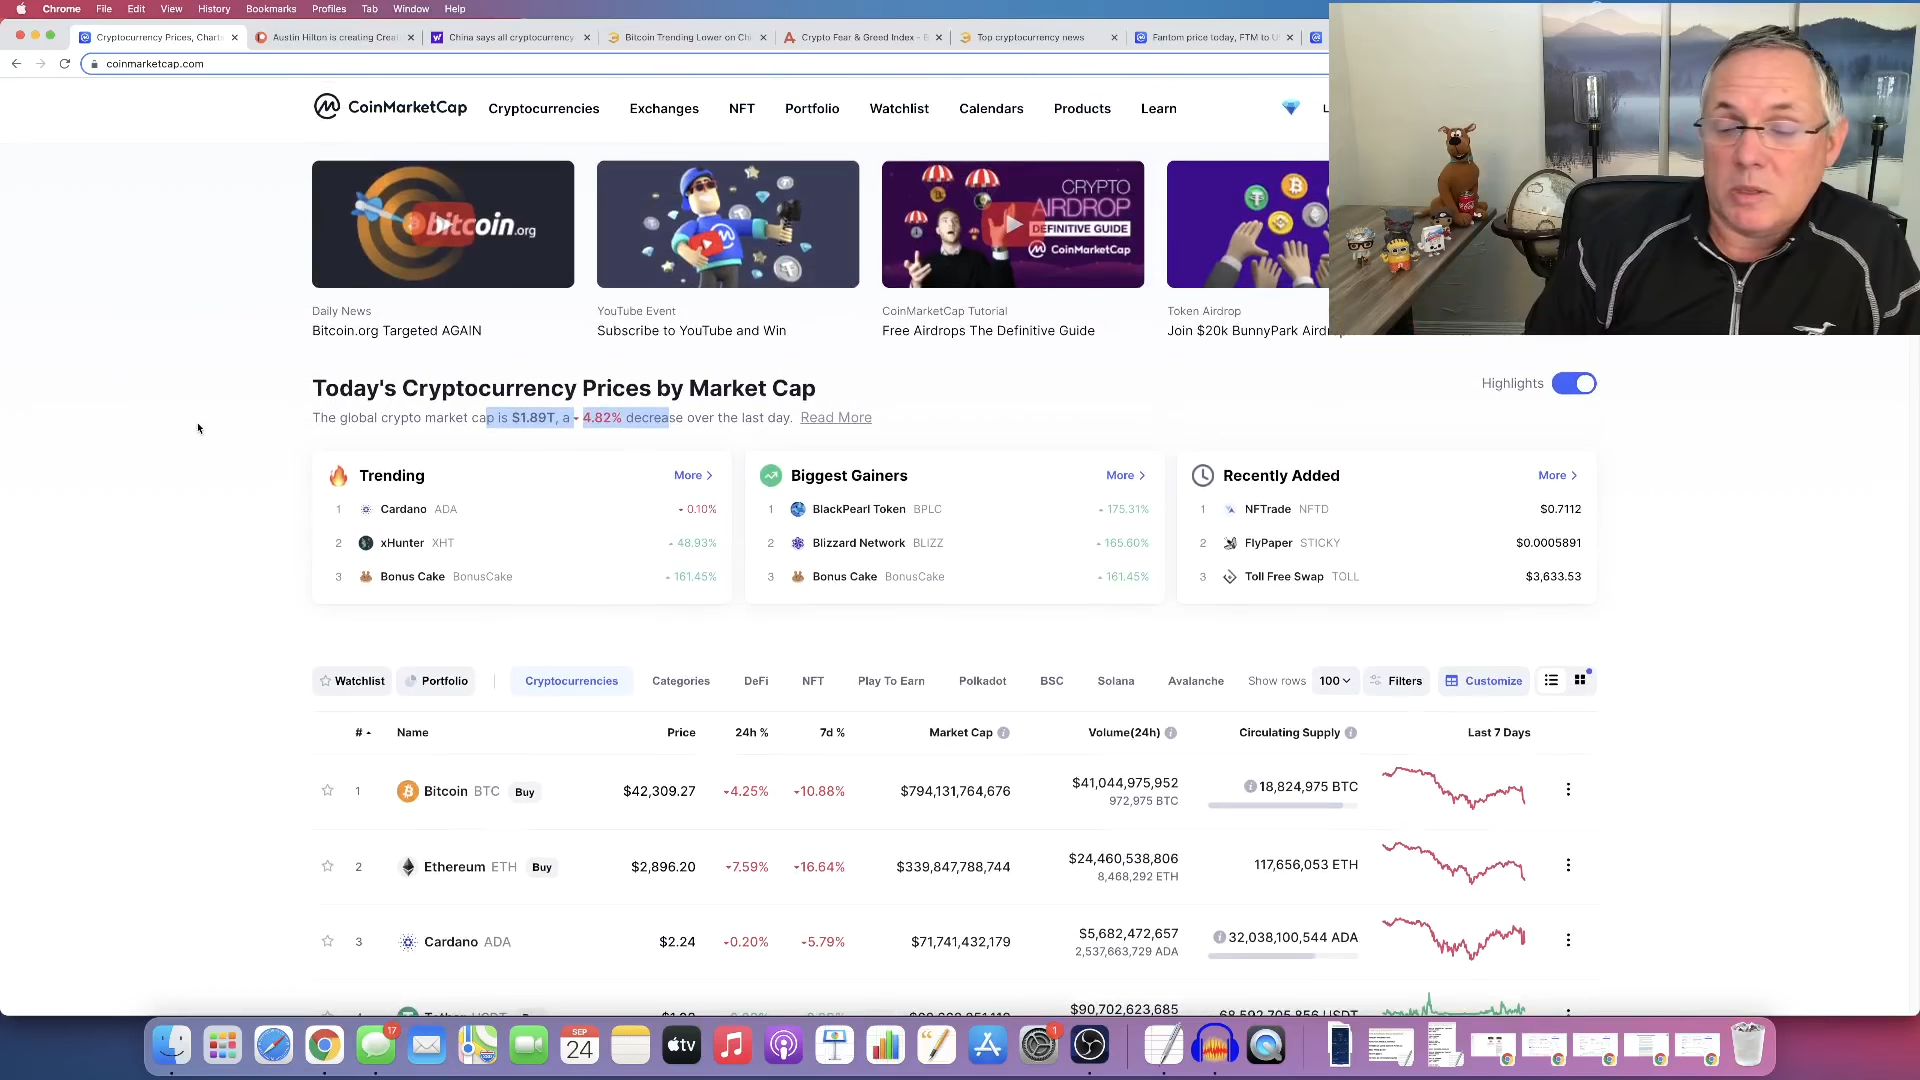 Chrome File Edit View History Bookmarks Profiles Tab Window Help
Cryptocurrency Prices, Chart
Austin Hilton is creating Creat
China says all cryptocurrency
Bitcoin Trending Lower on Chi
Crypto Fear & Greed Index - B
Top cryptocurrency news
Fantom price today, FTM to U
coinmarketcap.com
CoinMarketCap Cryptocurrencies Exchanges NFT Portfolio Watchlist Calendars Products Learn
bitcoin.org
CRYPTO
AIRDROP
DEFINITIVE GUIDE
CoinMarketCap
Daily News
Bitcoin.org Targeted AGAIN
YouTube Event
Subscribe to YouTube and Win
CoinMarketCap Tutorial
Free Airdrops The Definitive Guide
Token Airdrop
Join $20k BunnyPark Airdr
Today's Cryptocurrency Prices by Market Cap
Highlights
The global crypto market cap is $1.89T, a 4.82% decrease over the last day. Read More
Trending More
1 Cardano ADA 0.10%
2 xHunter XHT 48.93%
3 Bonus Cake BonusCake 161.45%
Biggest Gainers More
1 BlackPearl Token BPLC 175.31%
2 Blizzard Network BLIZZ 165.60%
3 Bonus Cake BonusCake 161.45%
Recently Added More
1 NFTrade NFTD $0.7112
2 FlyPaper STICKY $0.0005891
3 Toll Free Swap TOLL $3,633.53
Watchlist Portfolio Cryptocurrencies Categories DeFi NFT Play To Earn Polkadot BSC Solana Avalanche Show rows 100 Filters Customize
# Name Price 24h % 7d % Market Cap Volume(24h) Circulating Supply Last 7 Days
1 Bitcoin BTC Buy $42,309.27 4.25% 10.88% $794,131,764,676 $41,044,975,952 18,824,975 BTC
972,975 BTC
2 Ethereum ETH Buy $2,896.20 7.59% 16.64% $339,847,788,744 $24,460,538,806 117,656,053 ETH
8,468,292 ETH
3 Cardano ADA $2.24 0.20% 5.79% $71,741,432,179 $5,682,472,657 32,038,100,544 ADA
2,537,663,729 ADA
$90,702,623,685
17
SEP
24
tv
1